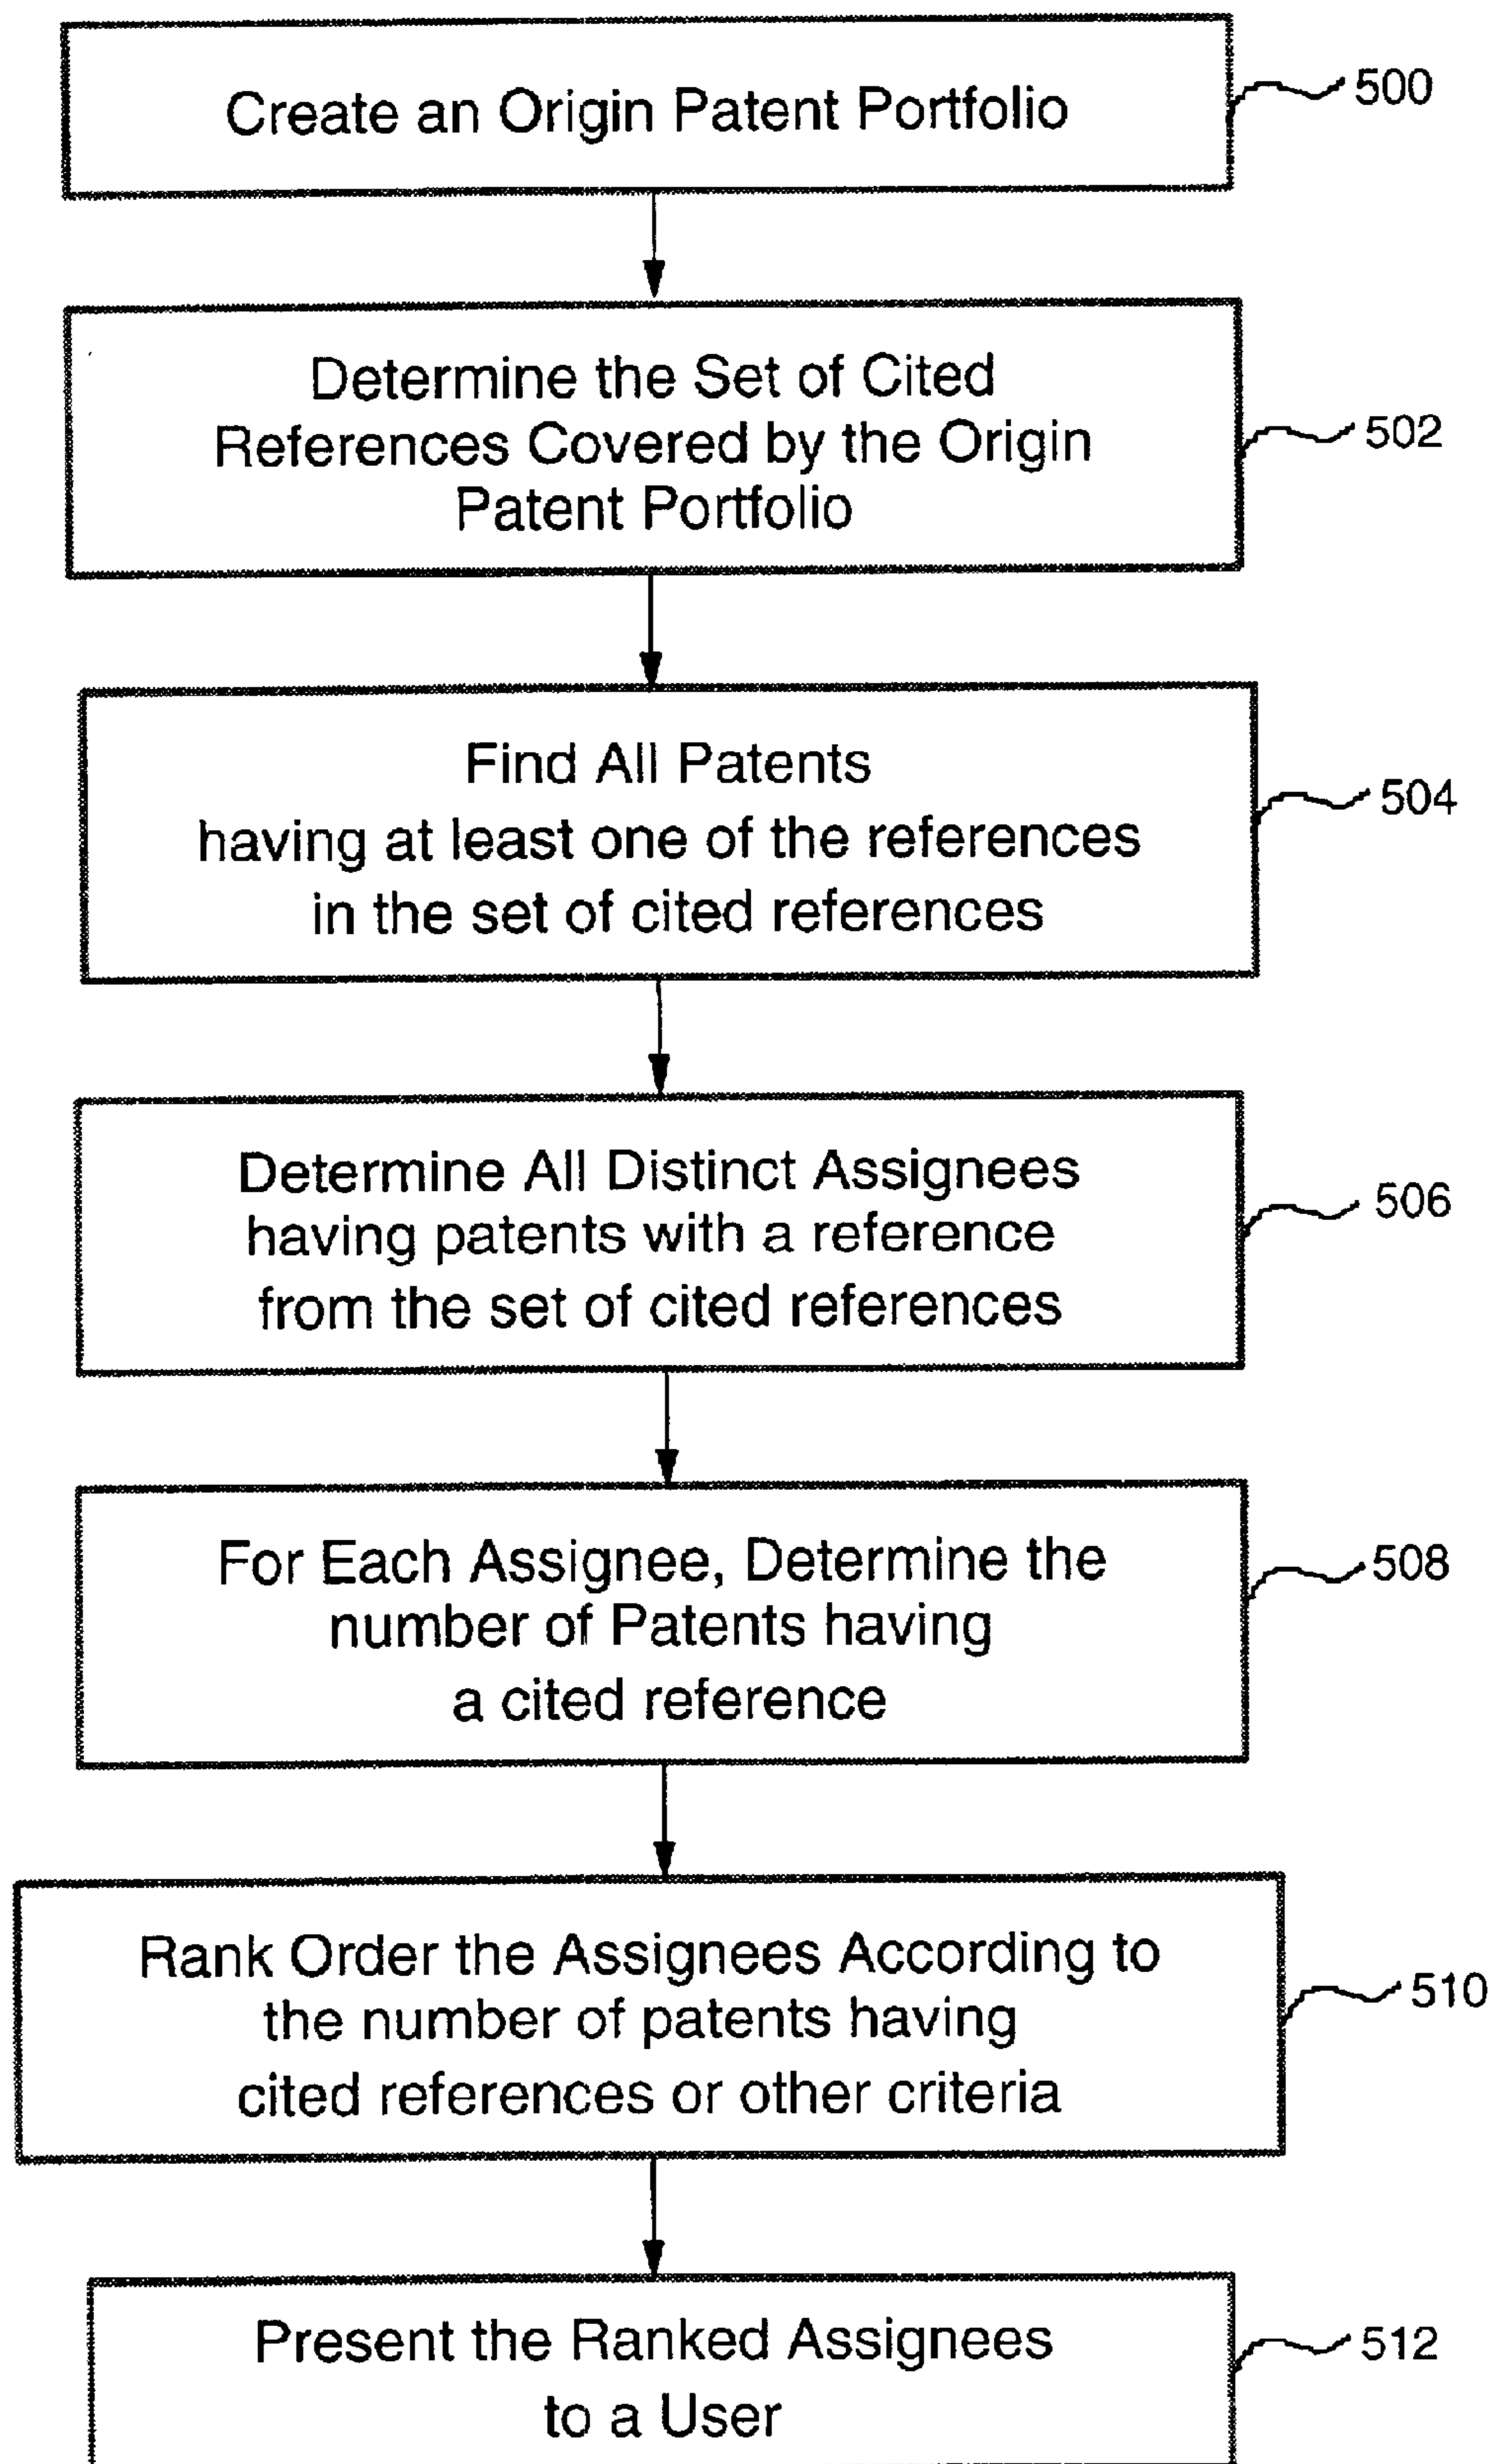 Create an Origin Patent Portfolio
500
Determine the Set of Cited
References Covered by the Origin
Patent Portfolio
502
Find All Patents
having at least one of the references
in the set of cited references
504
Determine All Distinct Assignees
having patents with a reference
from the set of cited references
506
For Each Assignee, Determine the
number of Patents having
a cited reference
508
Rank Order the Assignees According to
the number of patents having
cited references or other criteria
510
Present the Ranked Assignees
to a User
512